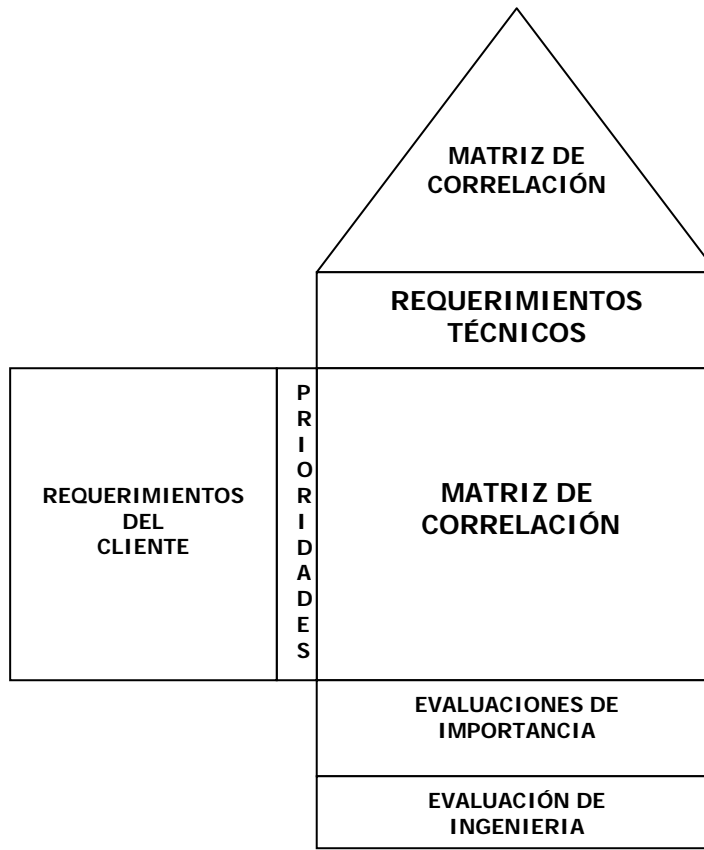 MATRIZ DE
CORRELACIÓN
REQUERIMIENTOS
TÉCNICOS
REQUERIMIENTOS
DEL
CLIENTE
P
R
I
O
R
I
D
A
D
E
S
MATRIZ DE
CORRELACIÓN
EVALUACIONES DE
IMPORTANCIA
EVALUACIÓN DE
INGENIERIA